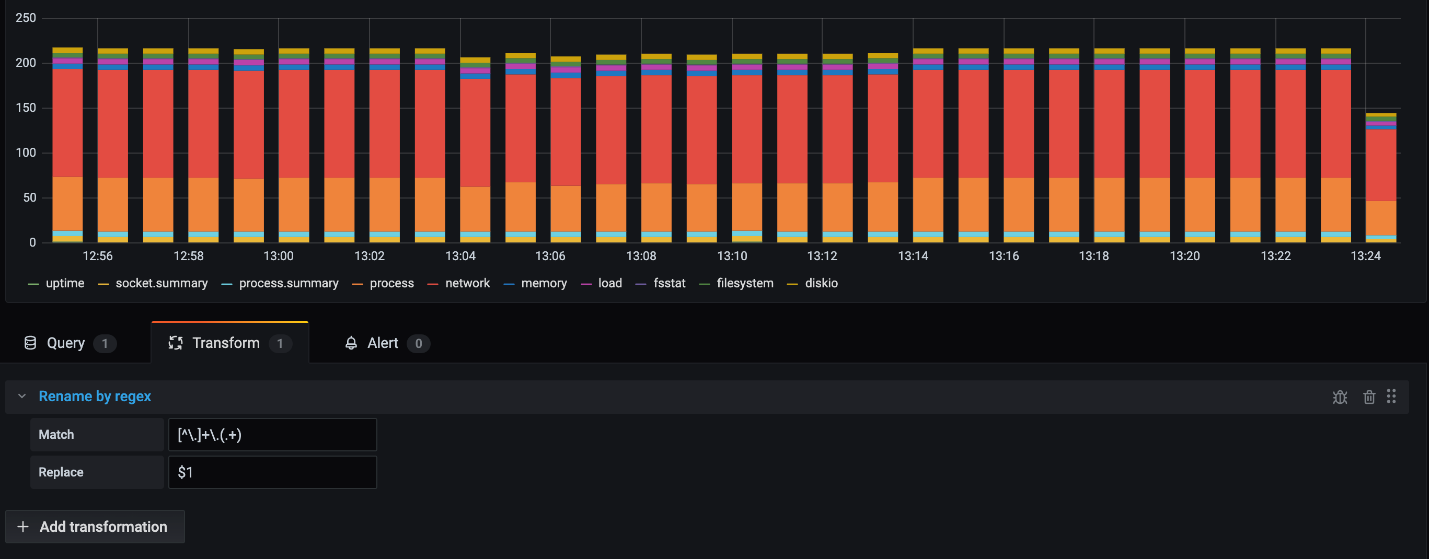 250
200
150
100
50
0
12:56 12:58 13:00 13:02 13:04 13:06 13:08 13:10 13:12 13:14 13:16 13:18 13:20 13:22 13:24
uptime socket.summary process.summary process network memory load fsstat filesystem diskio
Query 1 Transform 1 Alert 0
Rename by regex
Match [^\.]+\.(.+)
Replace $1
+ Add transformation